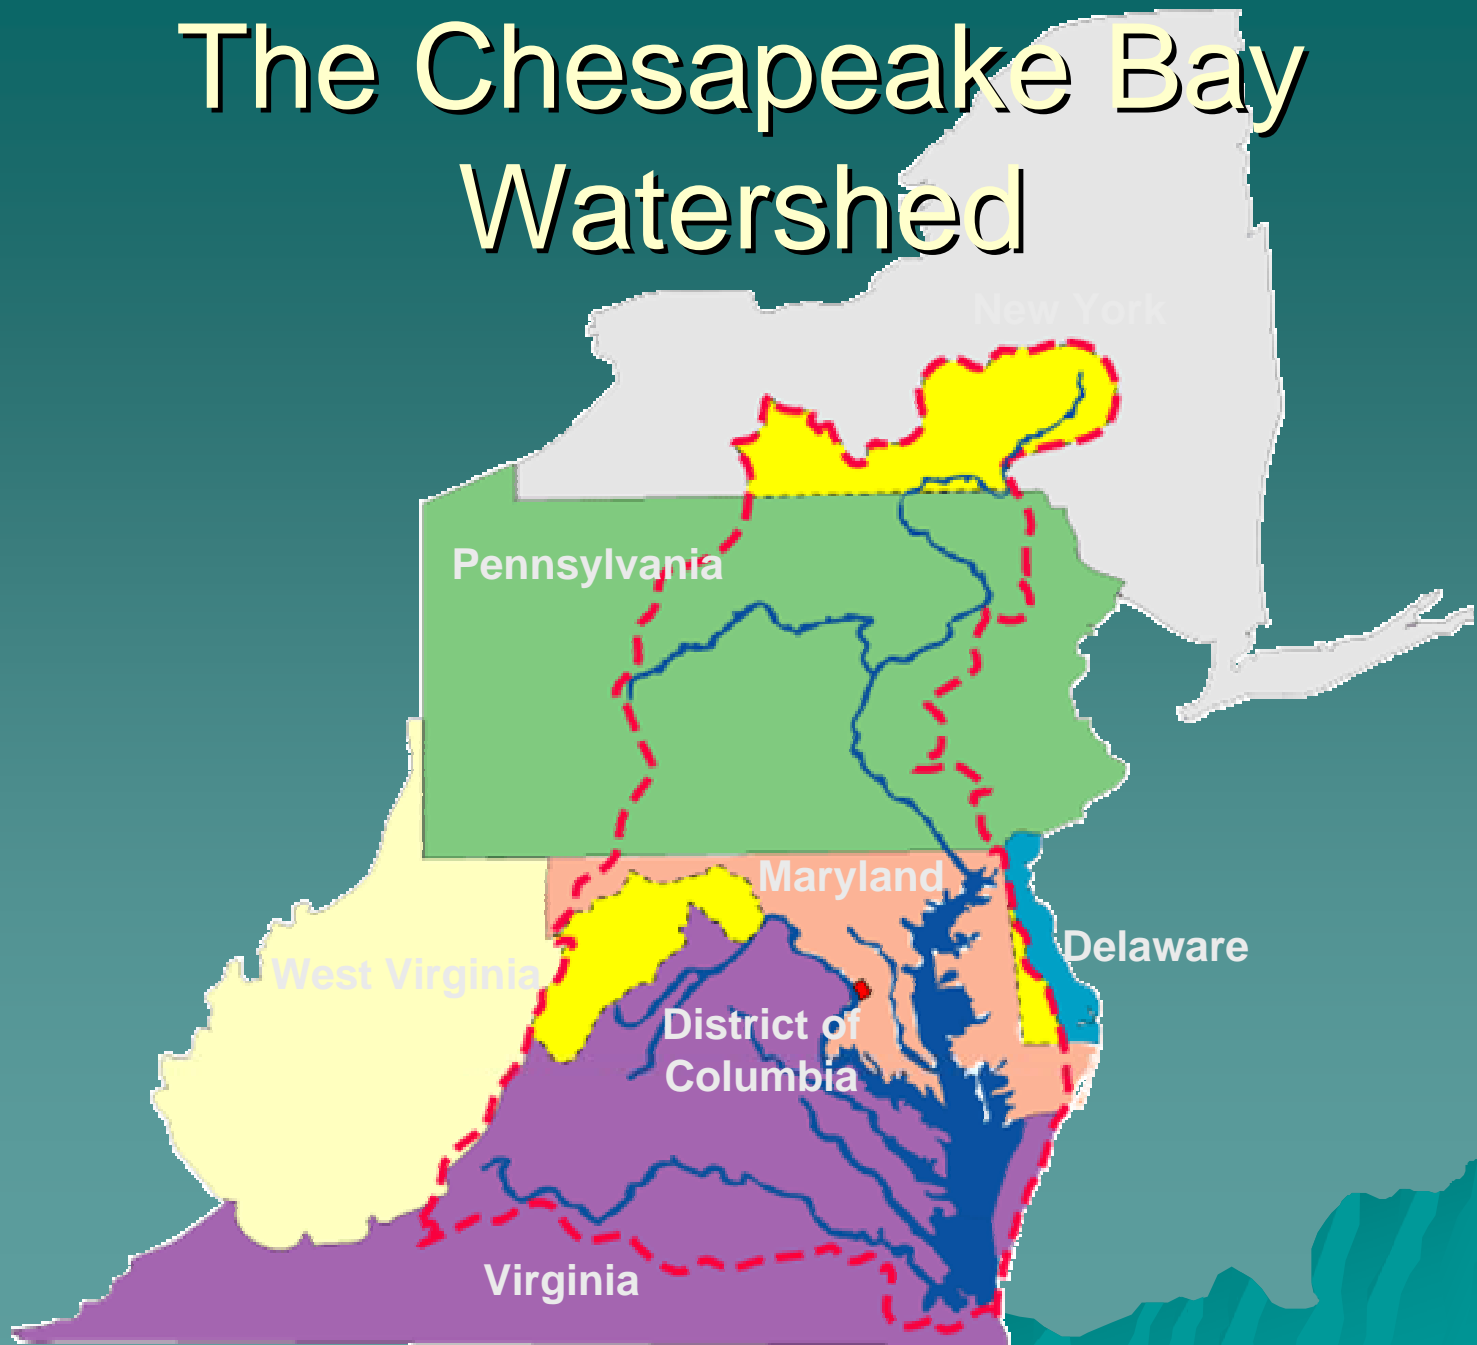 The Chesapeake Bay
Watershed
New York
Pennsylvania
Maryland
Delaware
West Virginia
District of
Columbia
Virginia